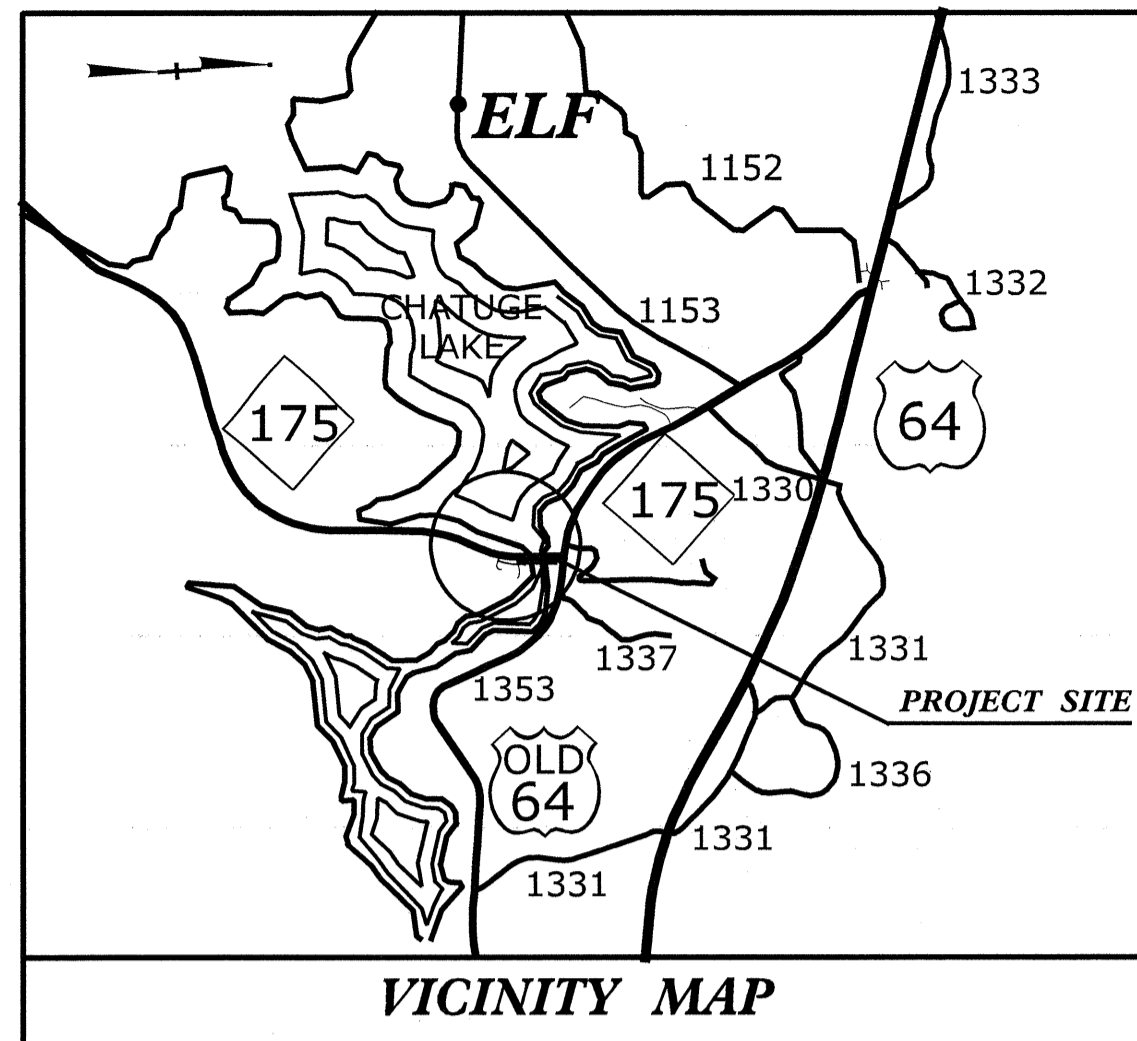 1333
ELF
1152
1332
1153
CHATUGE
LAKE
175
64
175
1330
1331
1337
1353
PROJECT SITE
OLD
64
1336
1331
1331
VICINITY MAP